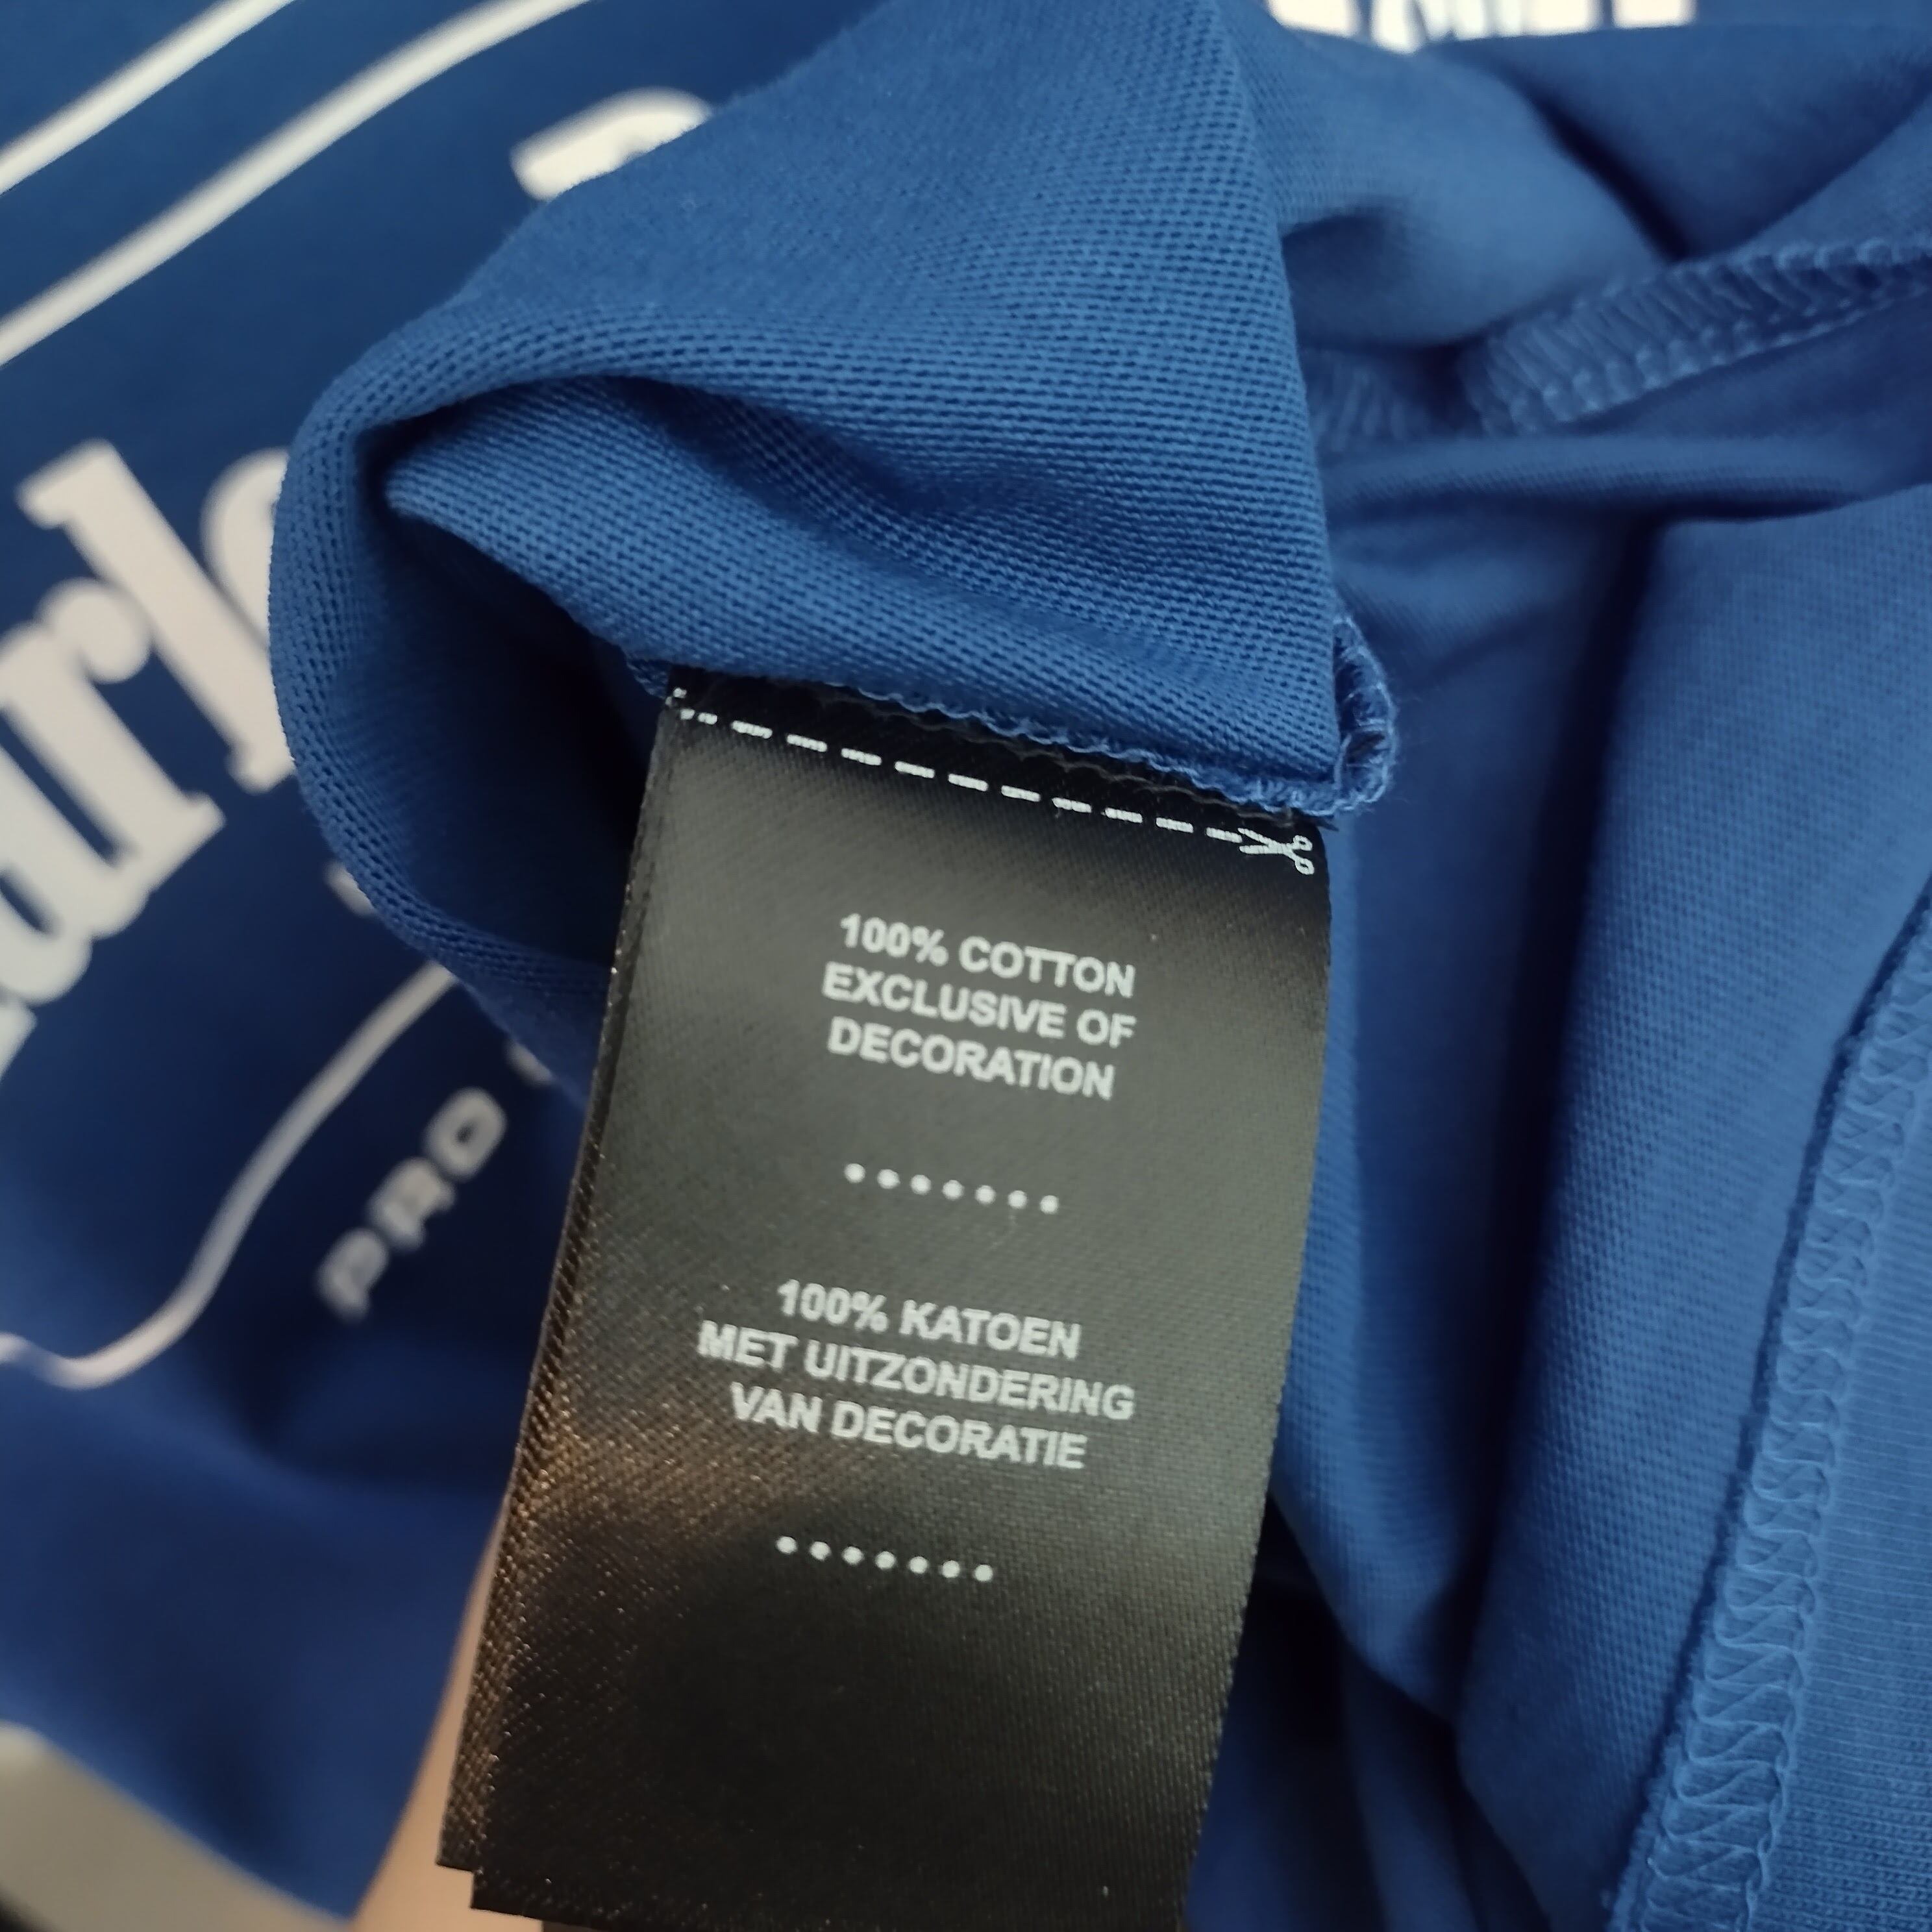 100% COTTON
EXCLUSIVE OF
DECORATION
100% KATOEN
MET UITZONDERING
VAN DECORATIE
PRO